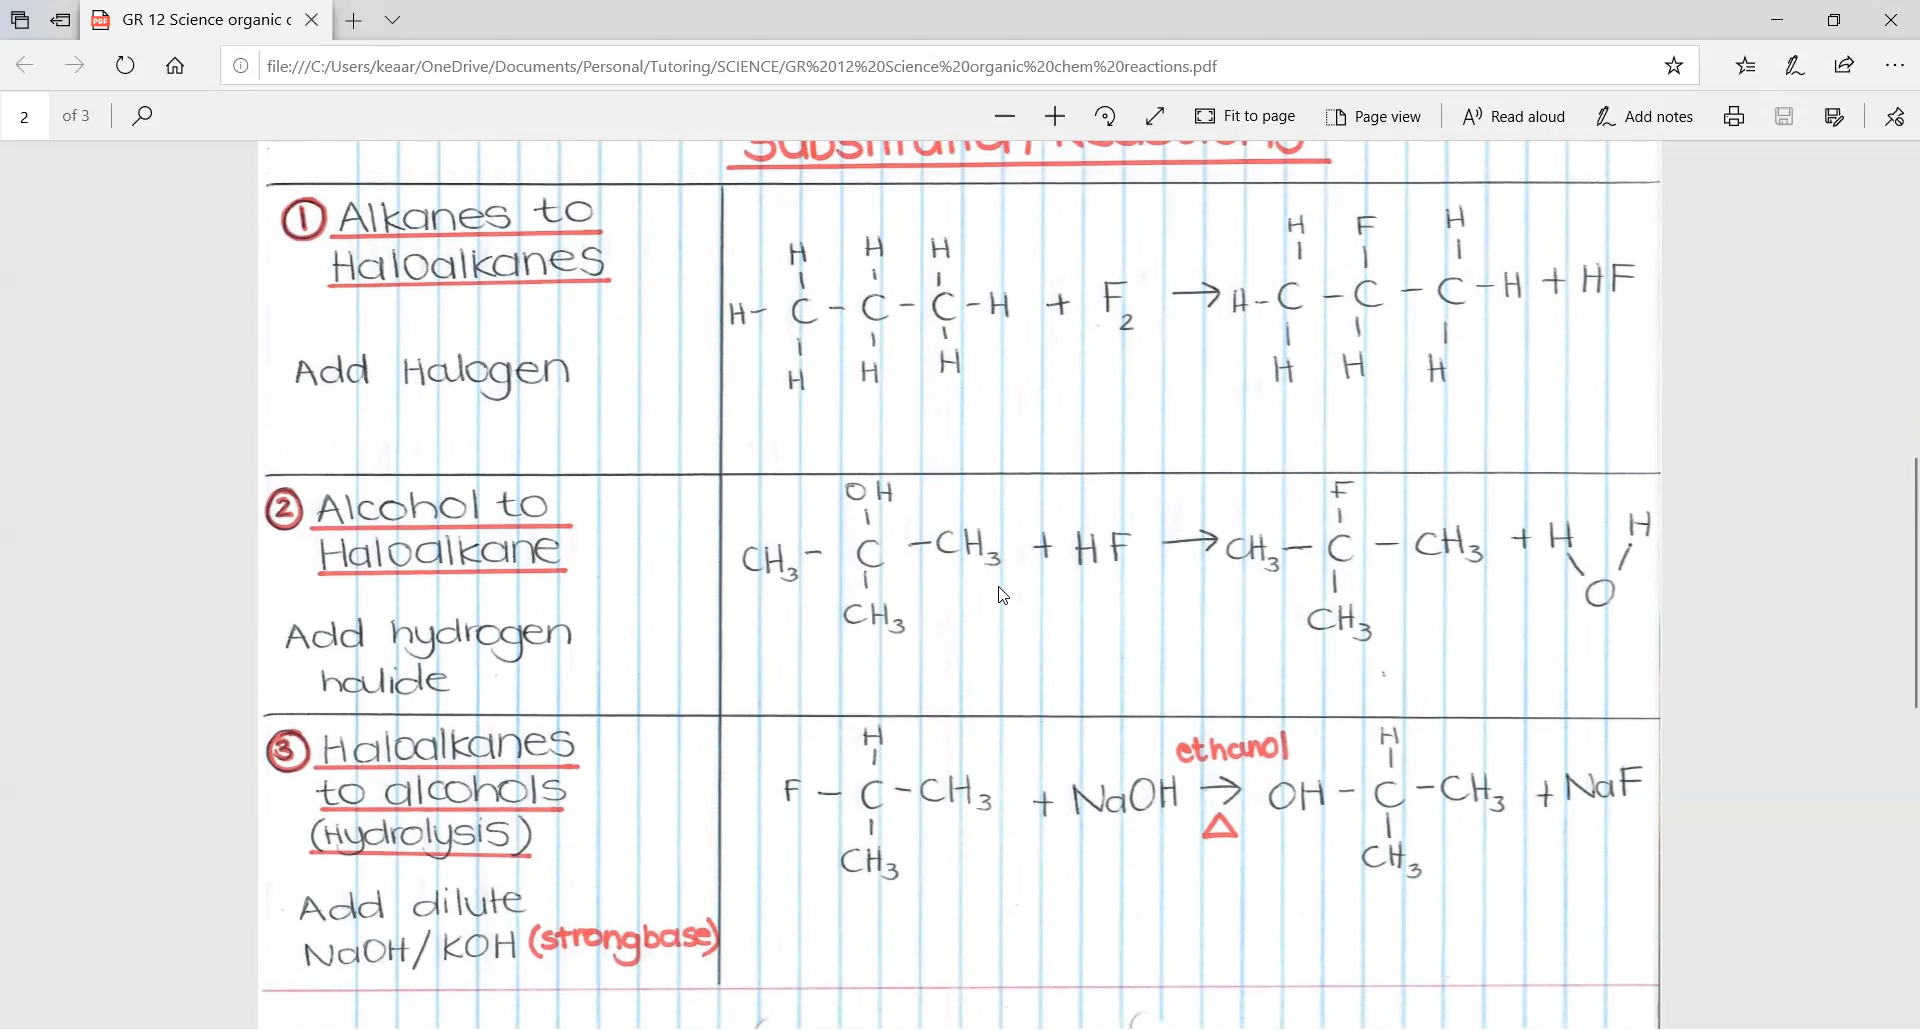 GR 12 Science organic c
file:///C:/Users/keaar/OneDrive/Documents/Personal/Tutoring/SCIENCE/GR%2012%20Science%20organic%20chem%20reactions.pdf
2 of 3 Fit to page Page view Read aloud Add notes
Substitution Reactions
① Alkanes to
Haloalkanes
Add Halogen
H H H
H - C - C - C - H + F₂ → H - C - C - C - H + HF
H H H
H F H
H H H
② Alcohol to
Haloalkane
Add hydrogen
halide
OH F
CH₃ - C - CH₃ + HF → CH₃ - C - CH₃ + H O H
CH₃ CH₃
③ Haloalkanes
to alcohols
(Hydrolysis)
Add dilute
NaOH/KOH (strong base)
H ethanol H
F - C - CH₃ + NaOH → OH - C - CH₃ + NaF
Δ
CH₃ CH₃